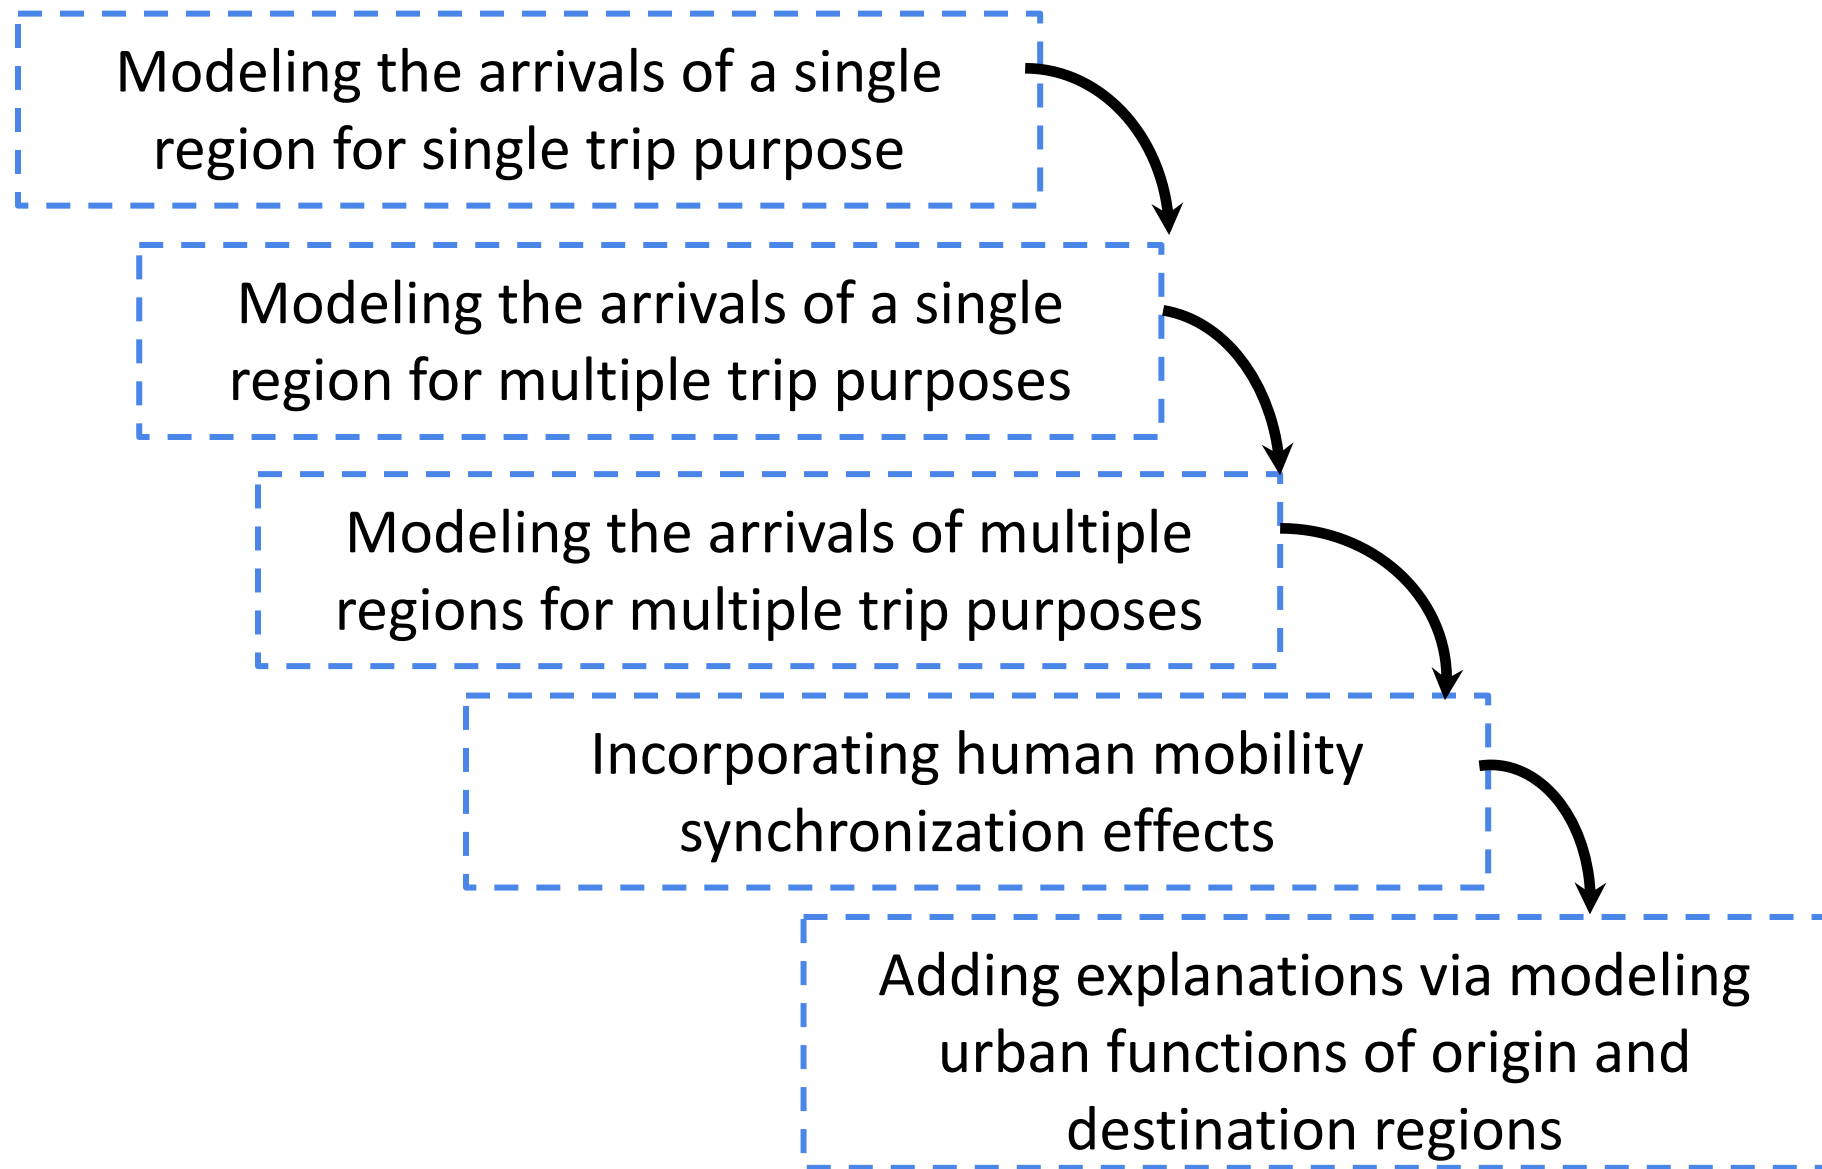 Modeling the arrivals of a single
region for single trip purpose
Modeling the arrivals of a single
region for multiple trip purposes
Modeling the arrivals of multiple
regions for multiple trip purposes
Incorporating human mobility
synchronization effects
Adding explanations via modeling
urban functions of origin and
destination regions